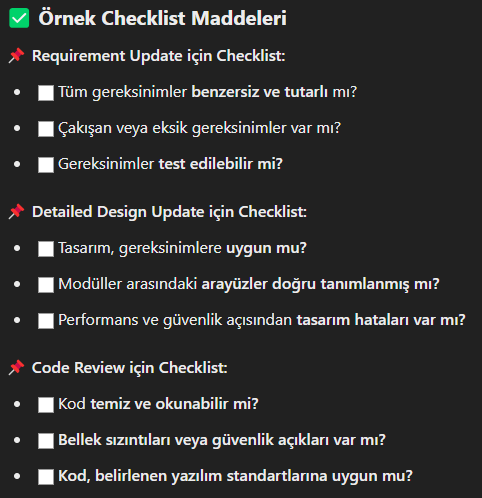 ✅ Örnek Checklist Maddeleri
📌 Requirement Update için Checklist:
• ⬜ Tüm gereksinimler benzersiz ve tutarlı mı?
• ⬜ Çakışan veya eksik gereksinimler var mı?
• ⬜ Gereksinimler test edilebilir mi?
📌 Detailed Design Update için Checklist:
• ⬜ Tasarım, gereksinimlere uygun mu?
• ⬜ Modüller arasındaki arayüzler doğru tanımlanmış mı?
• ⬜ Performans ve güvenlik açısından tasarım hataları var mı?
📌 Code Review için Checklist:
• ⬜ Kod temiz ve okunabilir mi?
• ⬜ Bellek sızıntıları veya güvenlik açıkları var mı?
• ⬜ Kod, belirlenen yazılım standartlarına uygun mu?